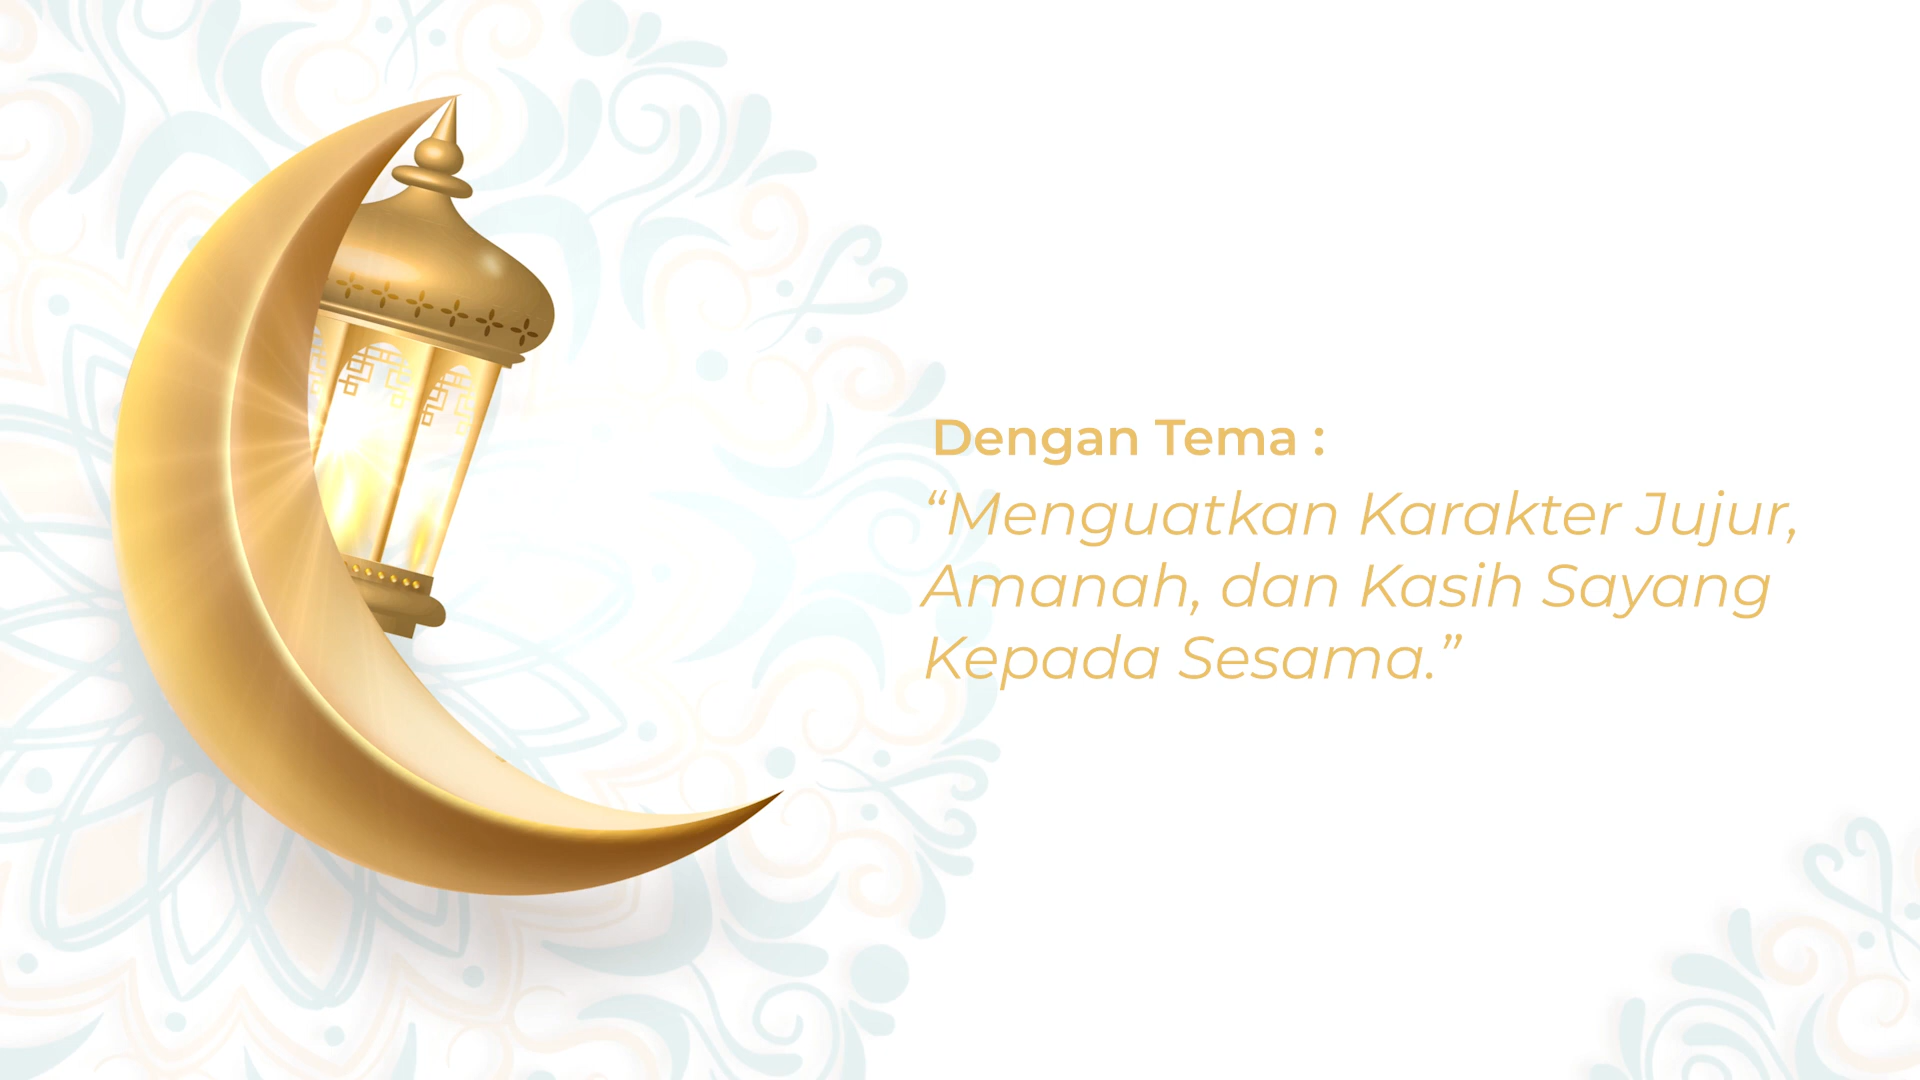 Dengan Tema :
“Menguatkan Karakter Jujur,
Amanah, dan Kasih Sayang
Kepada Sesama.”